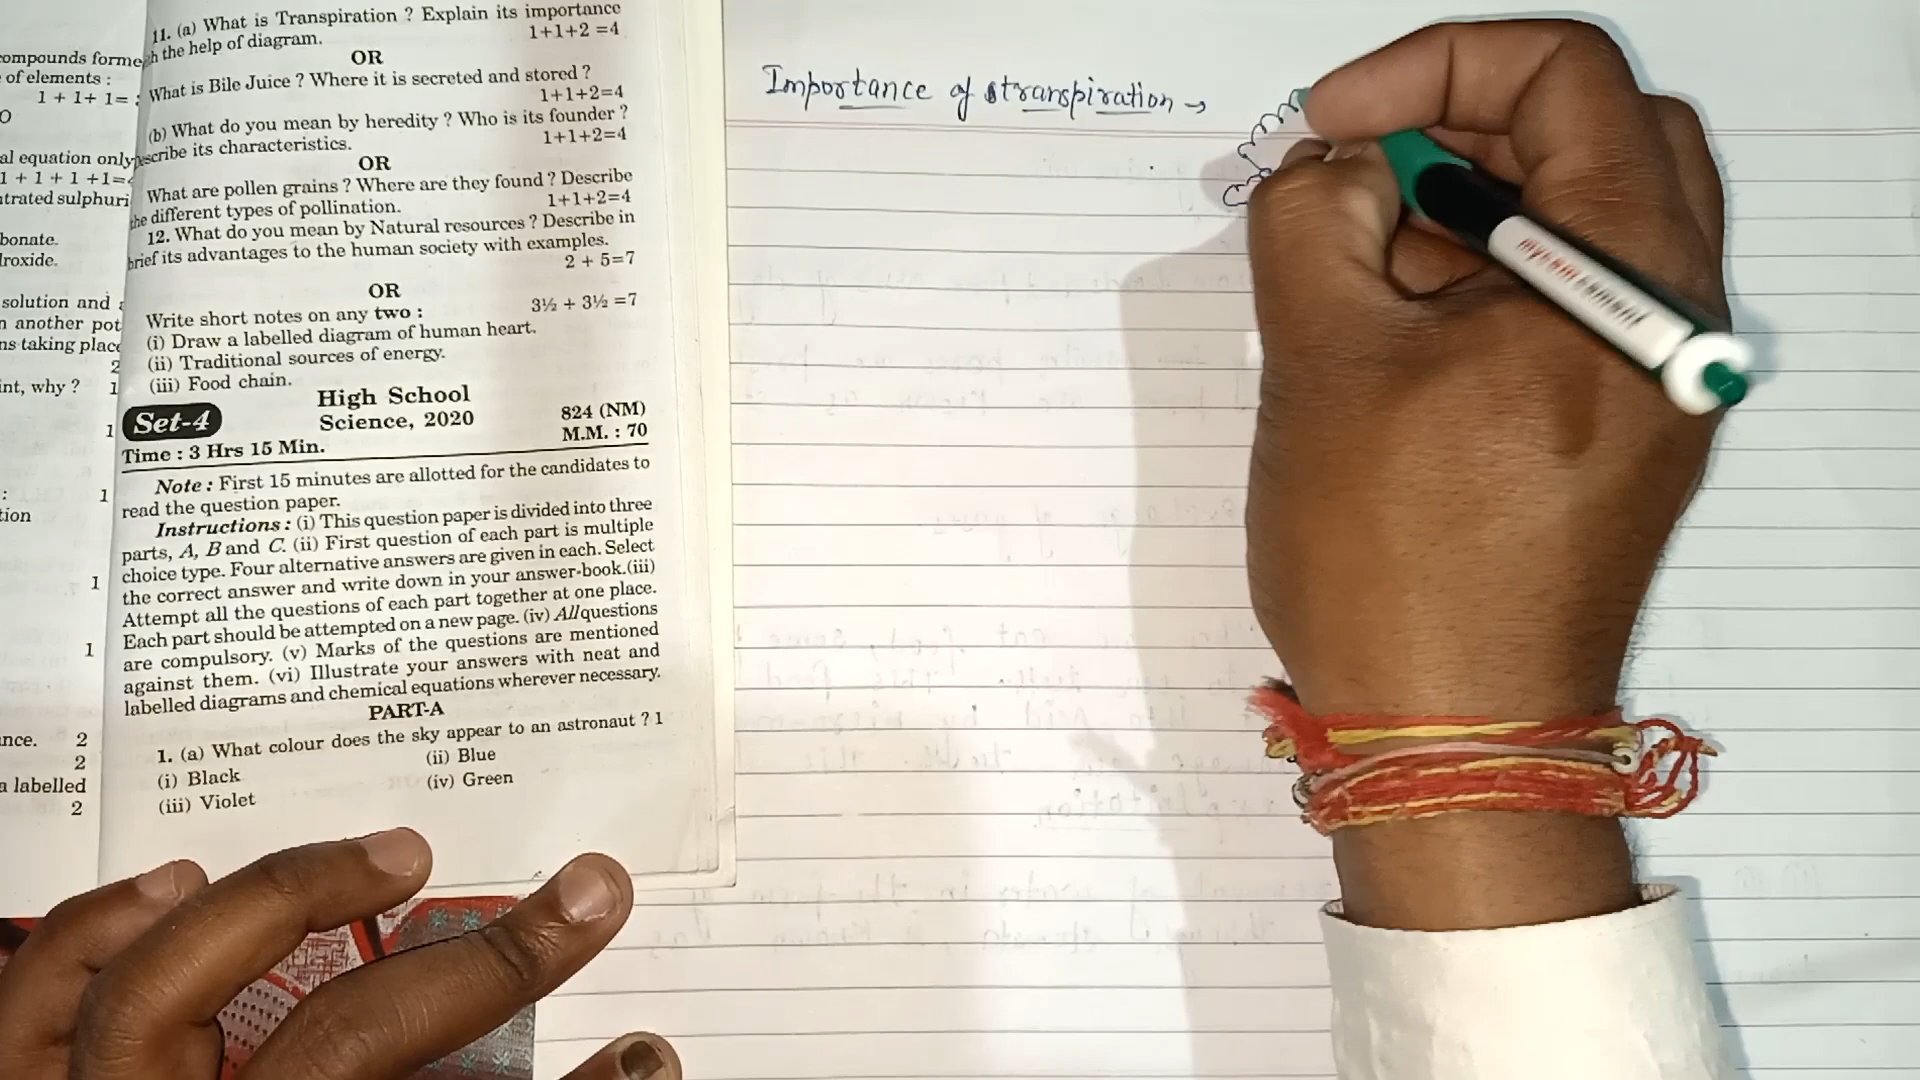 ompounds forme
of elements :
1 + 1+ 1=
O
al equation only
1 + 1 + 1 +1=
trated sulphuri
bonate.
droxide.
solution and
n another pot
ns taking place
2
int, why ? 1
1
: 1
tion
1
1
nce. 2
2
a labelled
2
11. (a) What is Transpiration ? Explain its importance
h the help of diagram. 1+1+2 =4
OR
What is Bile Juice ? Where it is secreted and stored ?
1+1+2=4
(b) What do you mean by heredity ? Who is its founder ?
escribe its characteristics. 1+1+2=4
OR
What are pollen grains ? Where are they found ? Describe
the different types of pollination. 1+1+2=4
12. What do you mean by Natural resources ? Describe in
brief its advantages to the human society with examples.
2 + 5=7
OR
Write short notes on any two : 3½ + 3½ =7
(i) Draw a labelled diagram of human heart.
(ii) Traditional sources of energy.
(iii) Food chain.
Set-4 High School 824 (NM)
Science, 2020
Time : 3 Hrs 15 Min. M.M. : 70
Note : First 15 minutes are allotted for the candidates to
read the question paper.
Instructions : (i) This question paper is divided into three
parts, A, B and C. (ii) First question of each part is multiple
choice type. Four alternative answers are given in each. Select
the correct answer and write down in your answer-book.(iii)
Attempt all the questions of each part together at one place.
Each part should be attempted on a new page. (iv) All questions
are compulsory. (v) Marks of the questions are mentioned
against them. (vi) Illustrate your answers with neat and
labelled diagrams and chemical equations wherever necessary.
PART-A
1. (a) What colour does the sky appear to an astronaut ? 1
(i) Black (ii) Blue
(iii) Violet (iv) Green
Importance of transpiration →